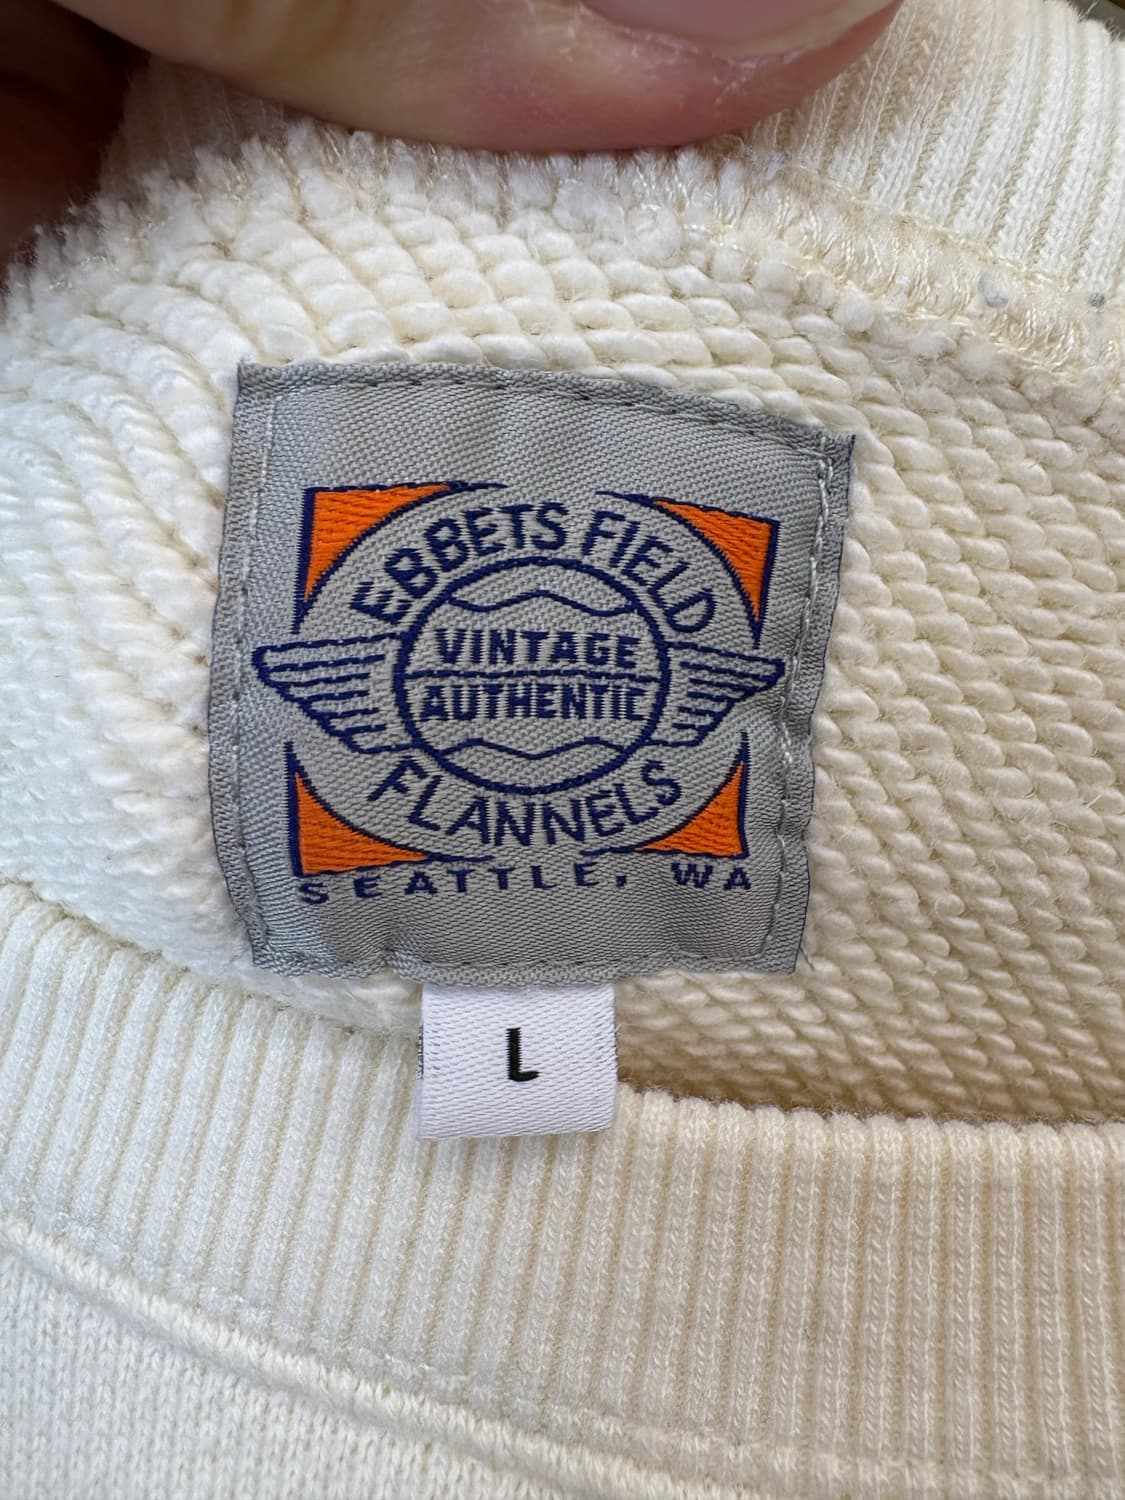 EBBETS FIELD
VINTAGE
AUTHENTIC
FLANNELS
SEATTLE, WA
L